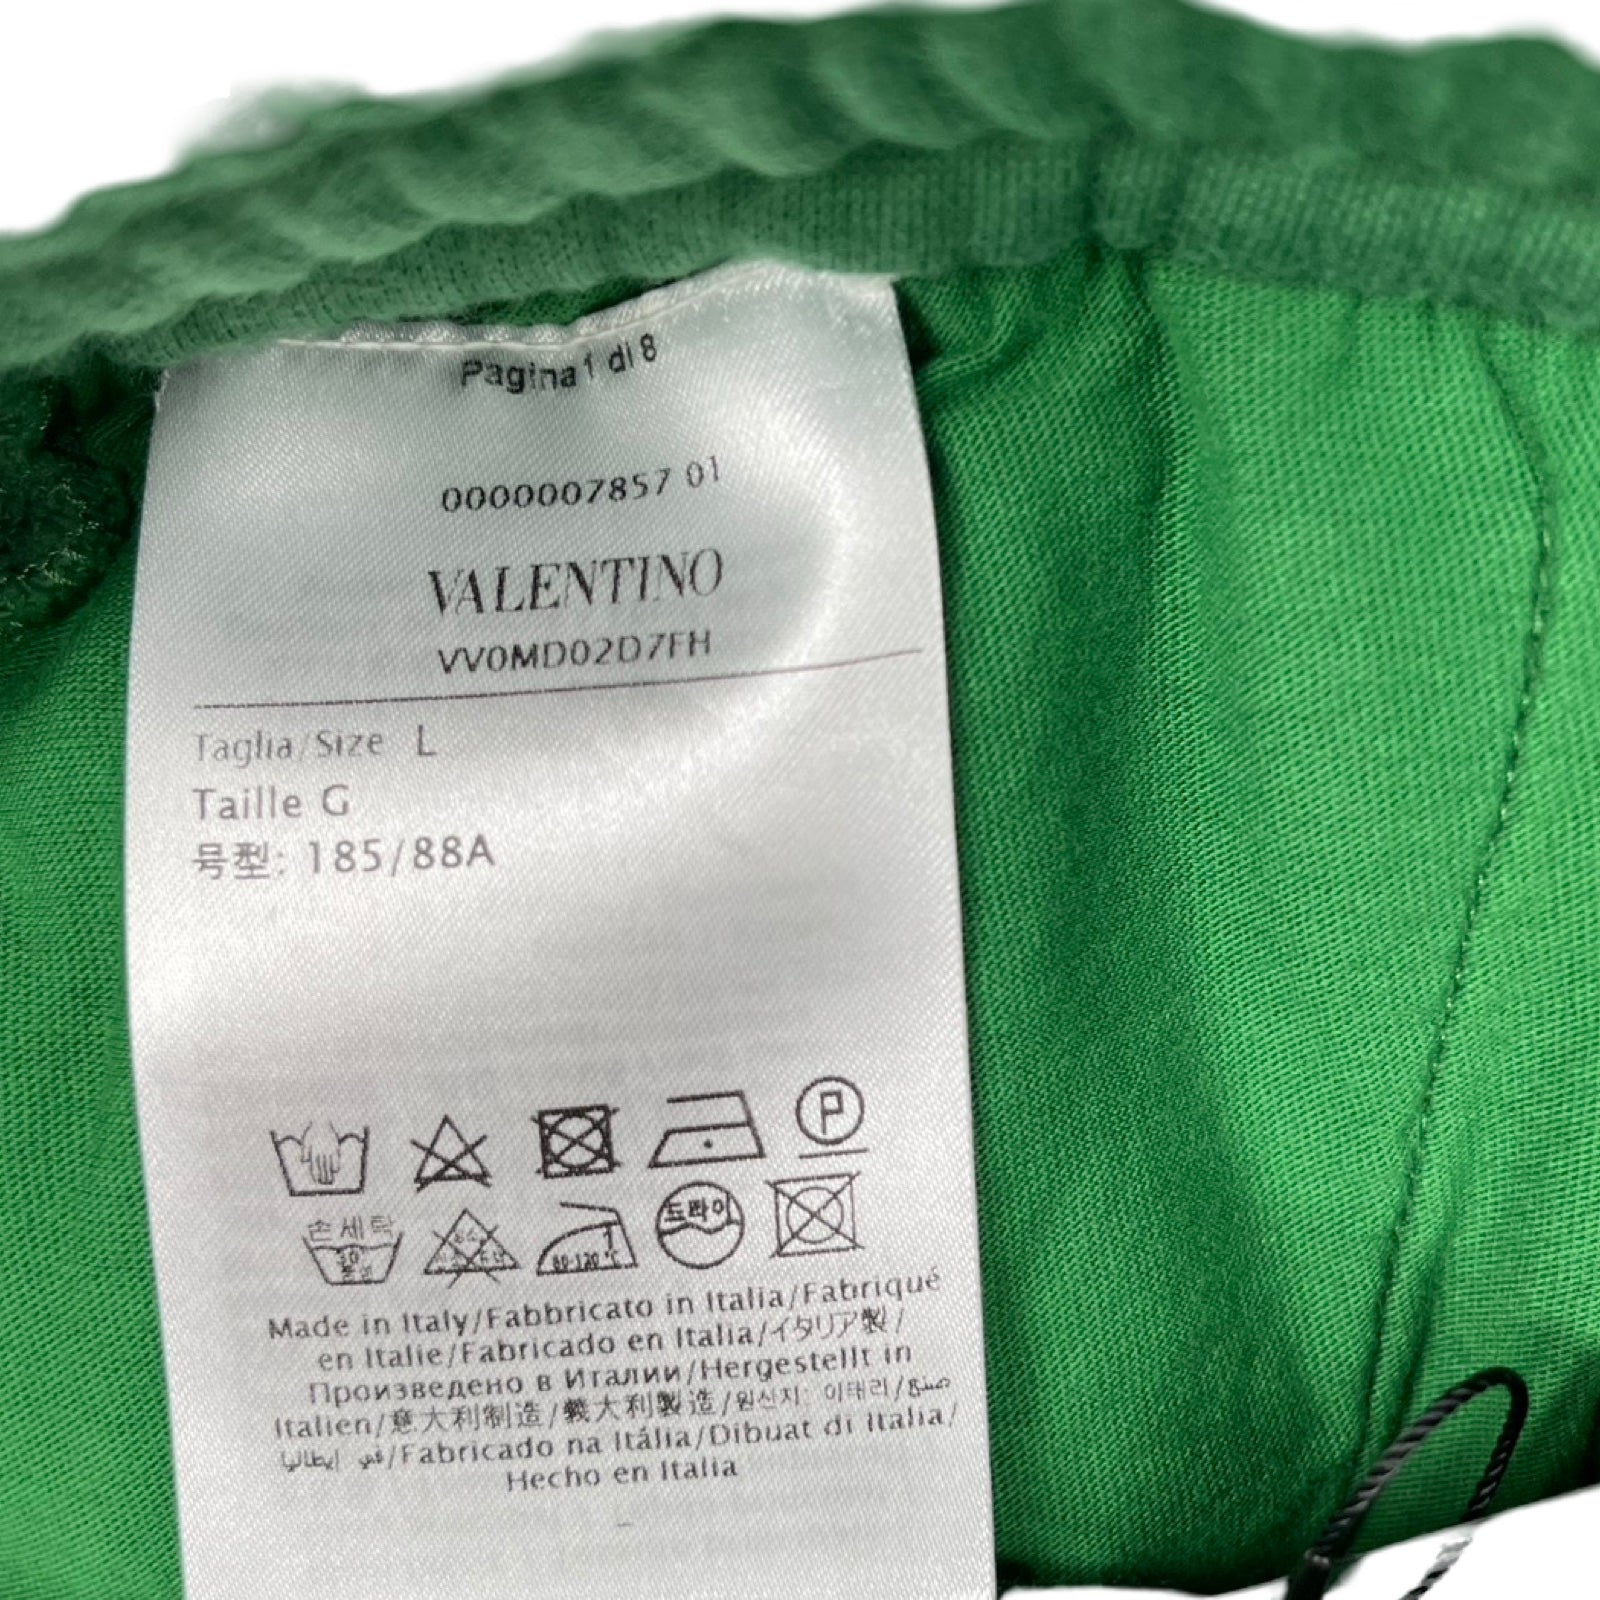 Pagina 1 di 8
0000007857 01
VALENTINO
VV0MD02D7FH
Taglia/Size L
Taille G
号型: 185/88A
P
손세탁
드라이
80-120℃
Made in Italy/Fabbricato in Italia/Fabriqué
en Italie/Fabricado en Italia/イタリア製/
Произведено в Италии/Hergestellt in
Italien/意大利制造/義大利製造/원산지: 이태리/صنع
في إيطاليا/Fabricado na Itália/Dibuat di Italia/
Hecho en Italia